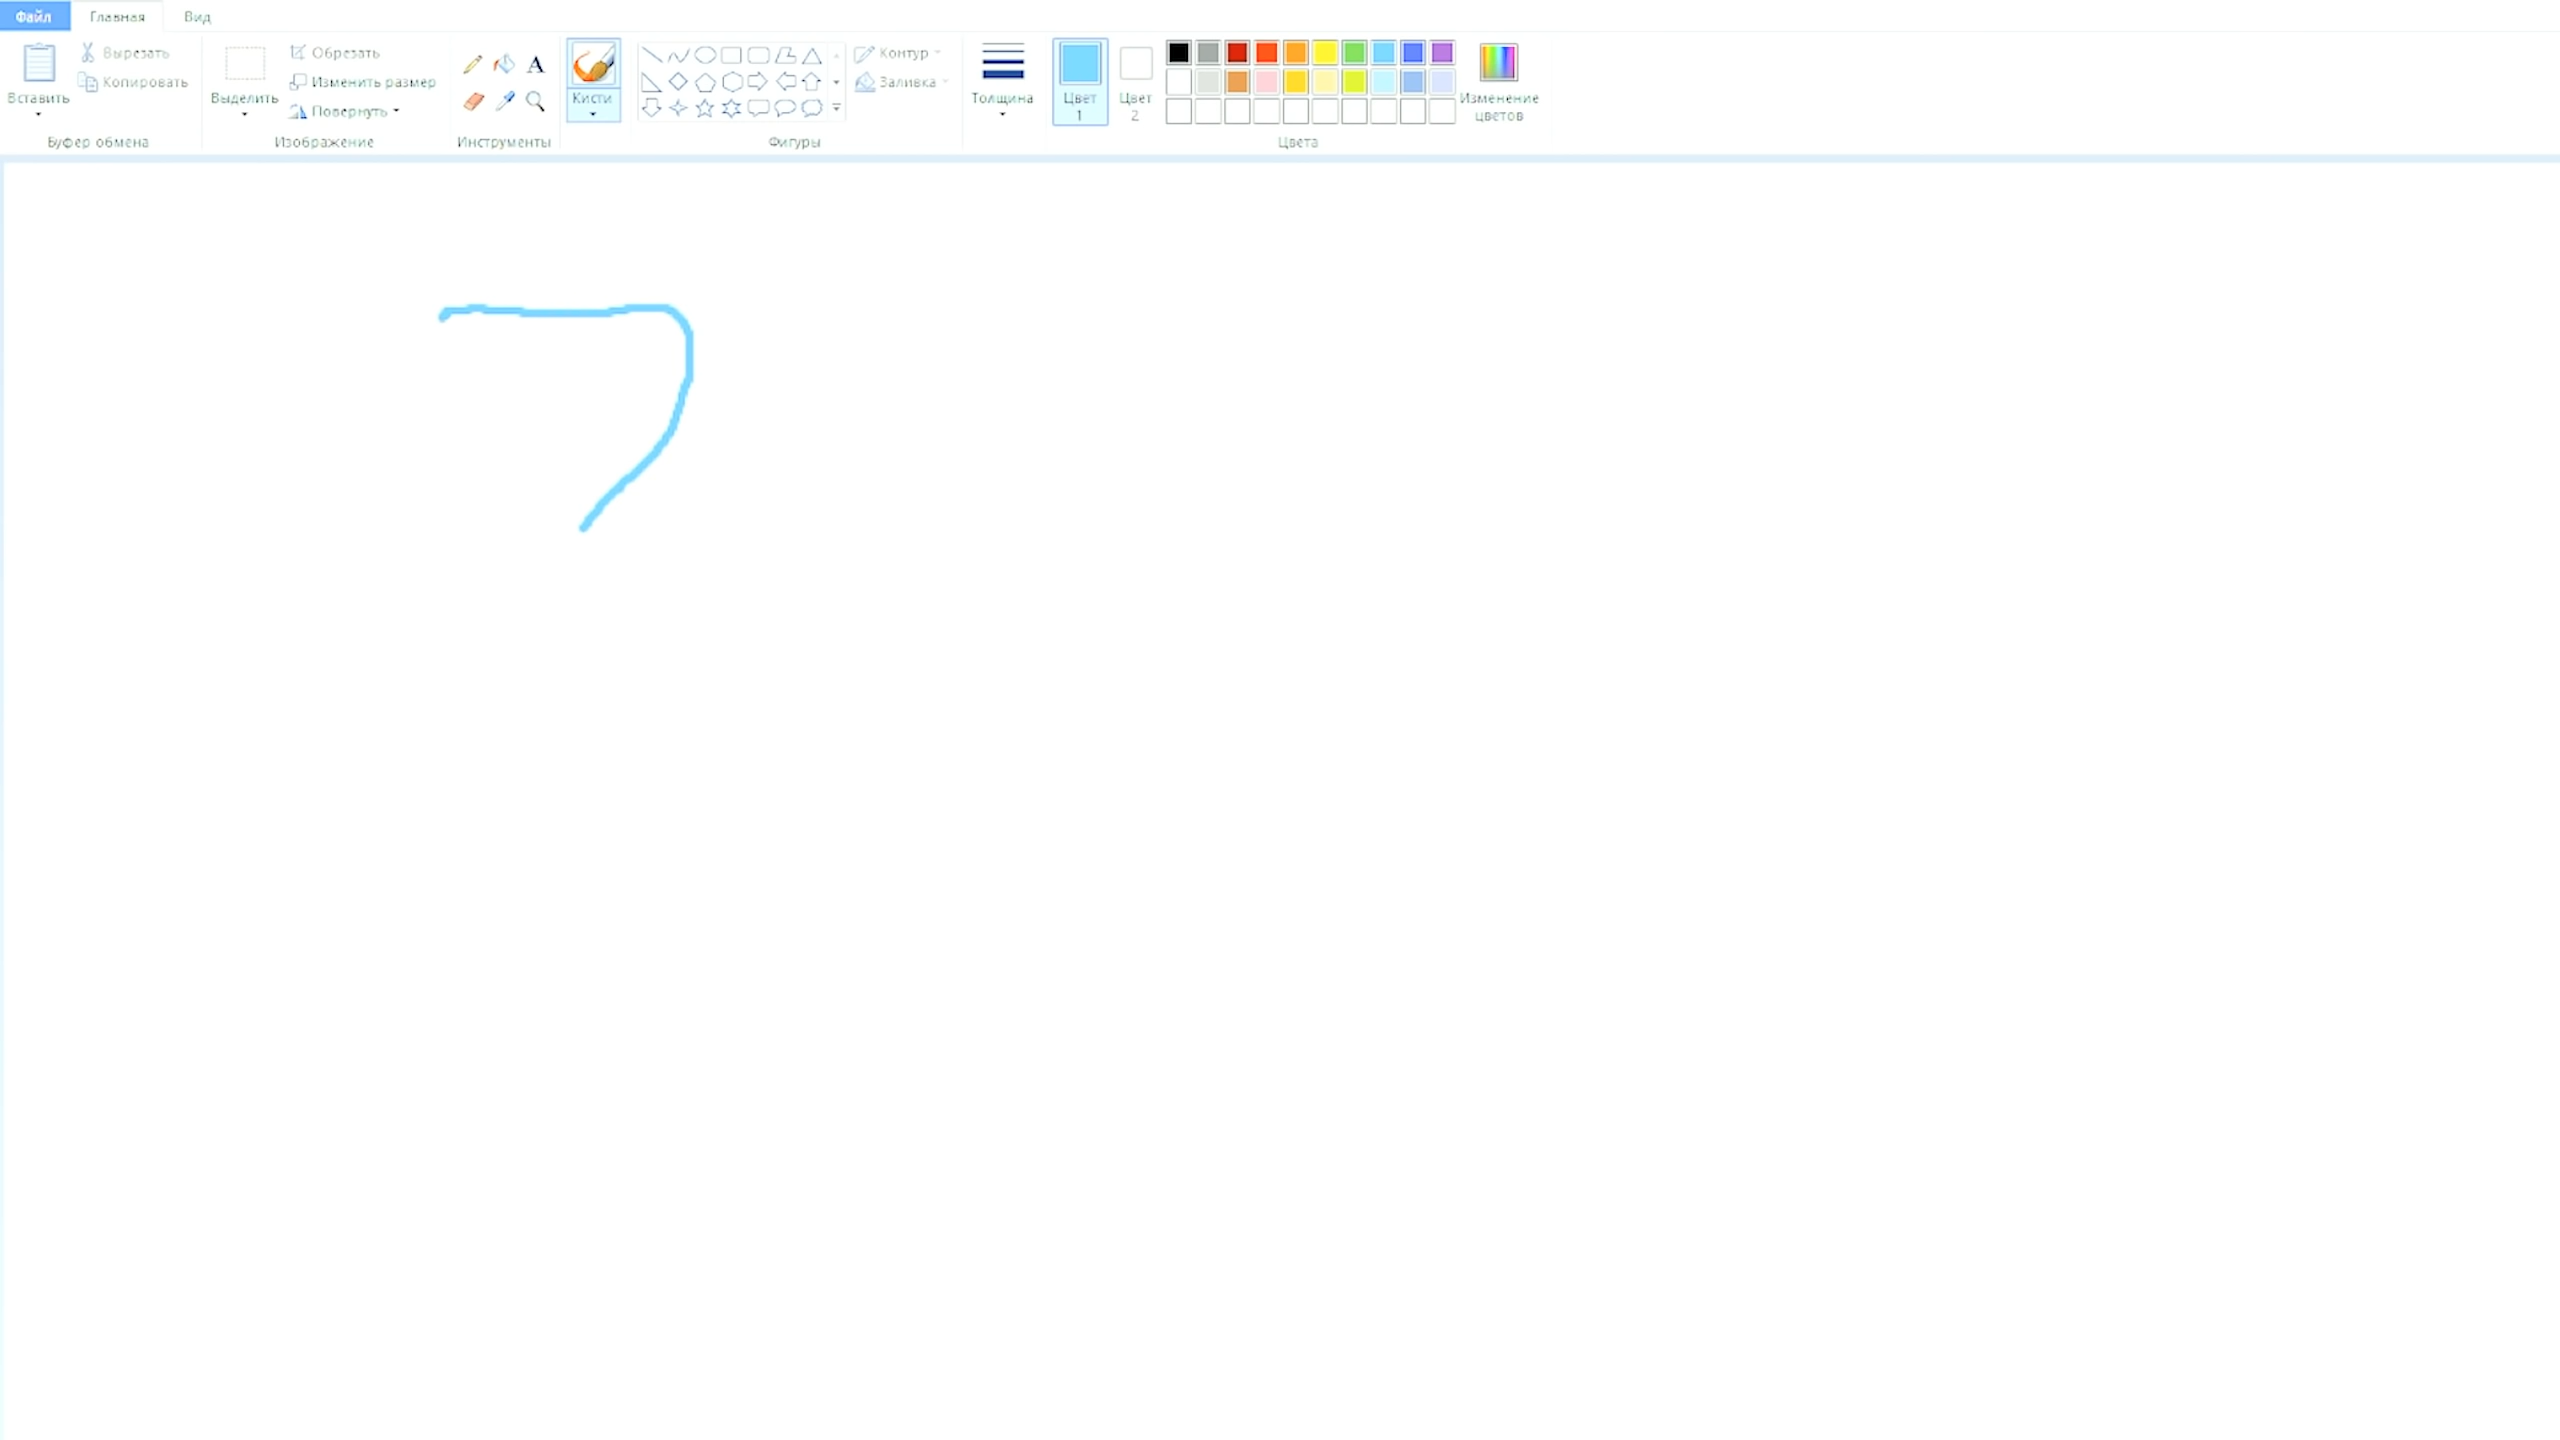 Файл Главная Вид
Вставить
Вырезать
Копировать
Буфер обмена
Выделить
Обрезать
Изменить размер
Повернуть
Изображение
A
Инструменты
Кисти
Контур
Заливка
Фигуры
Толщина
Цвет
1
Цвет
2
Изменение
цветов
Цвета